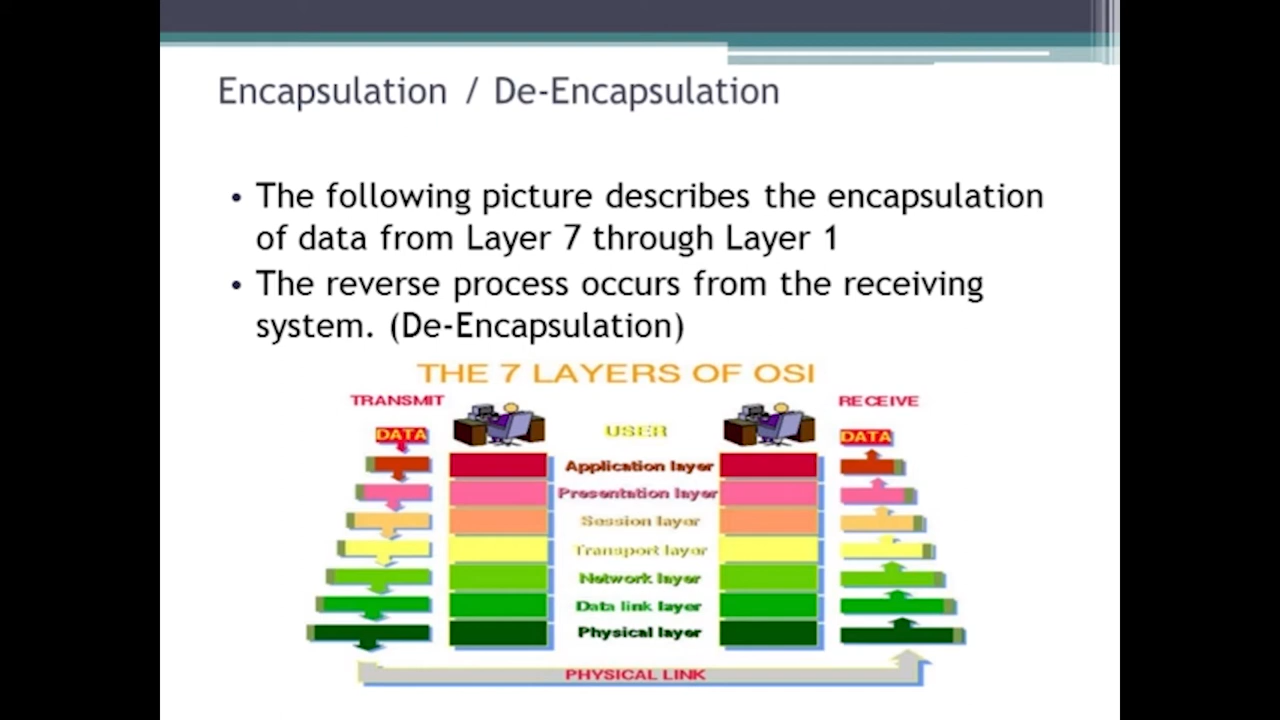 Encapsulation / De-Encapsulation
• The following picture describes the encapsulation
of data from Layer 7 through Layer 1
• The reverse process occurs from the receiving
system. (De-Encapsulation)
THE 7 LAYERS OF OSI
TRANSMIT
RECEIVE
DATA
USER
DATA
Application layer
Presentation layer
Session layer
Transport layer
Network layer
Data link layer
Physical layer
PHYSICAL LINK